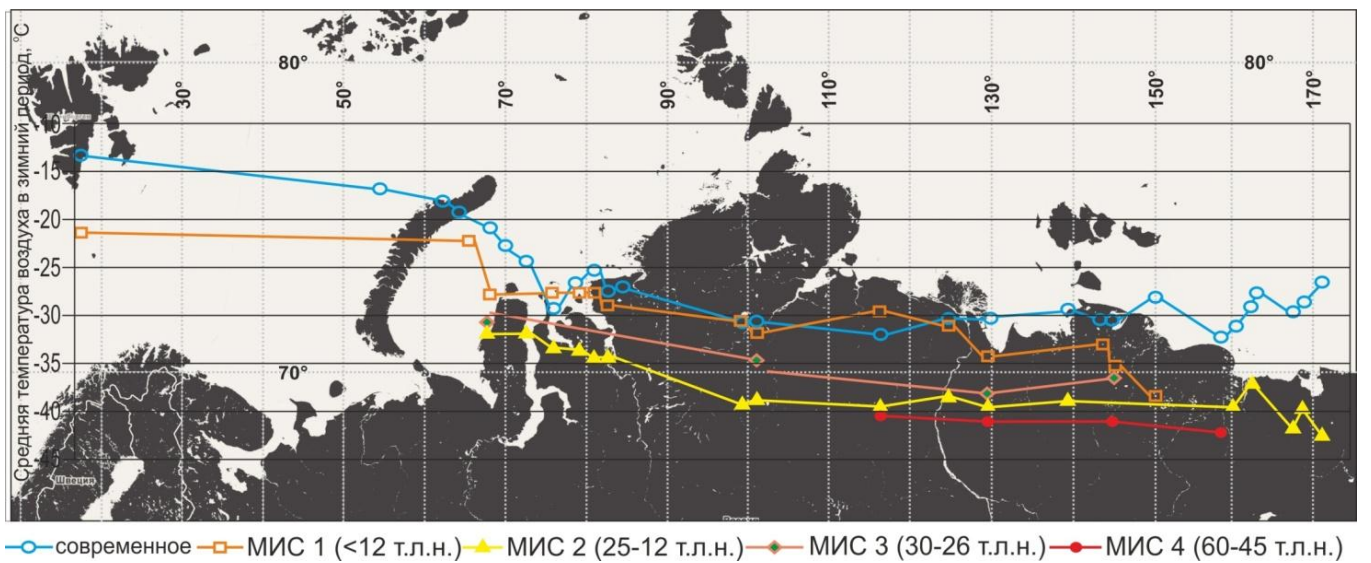 Средняя температура воздуха в зимний период, °C
80°
80°
30°
50°
70°
90°
110°
130°
150°
170°
-10
-15
-20
-25
-30
-35
-40
-45
70°
70°
Швеция
современное
МИС 1 (<12 т.л.н.)
МИС 2 (25-12 т.л.н.)
МИС 3 (30-26 т.л.н.)
МИС 4 (60-45 т.л.н.)